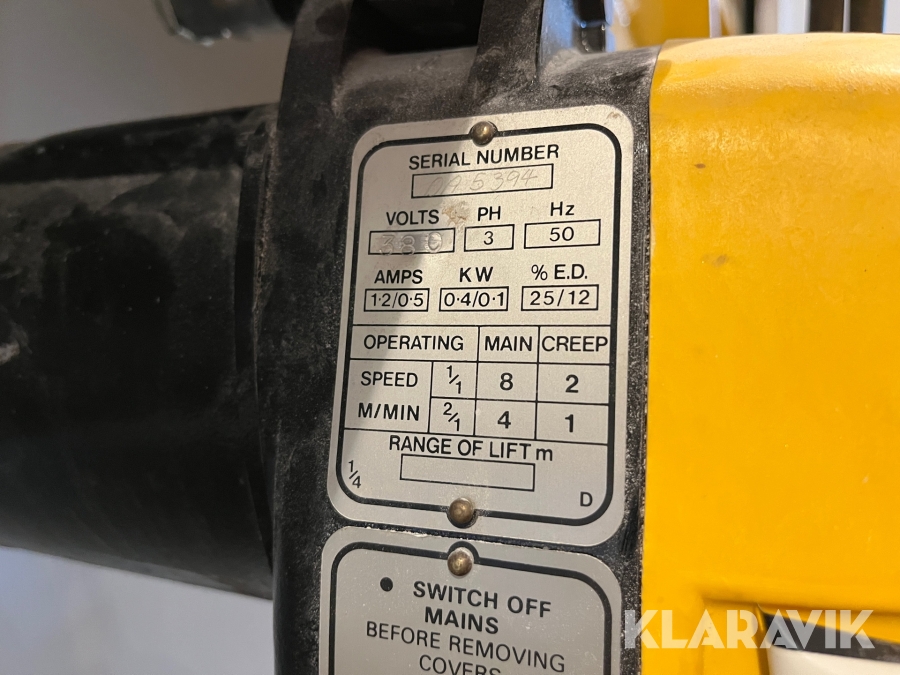 SERIAL NUMBER
VOLTS PH Hz
380 3 50
AMPS KW % E.D.
1·2/0·5 0·4/0·1 25/12
OPERATING MAIN CREEP
SPEED 1/1 8 2
M/MIN 2/1 4 1
RANGE OF LIFT m
1/4 D
• SWITCH OFF
MAINS
BEFORE REMOVING
COVERS
KLARAVIK